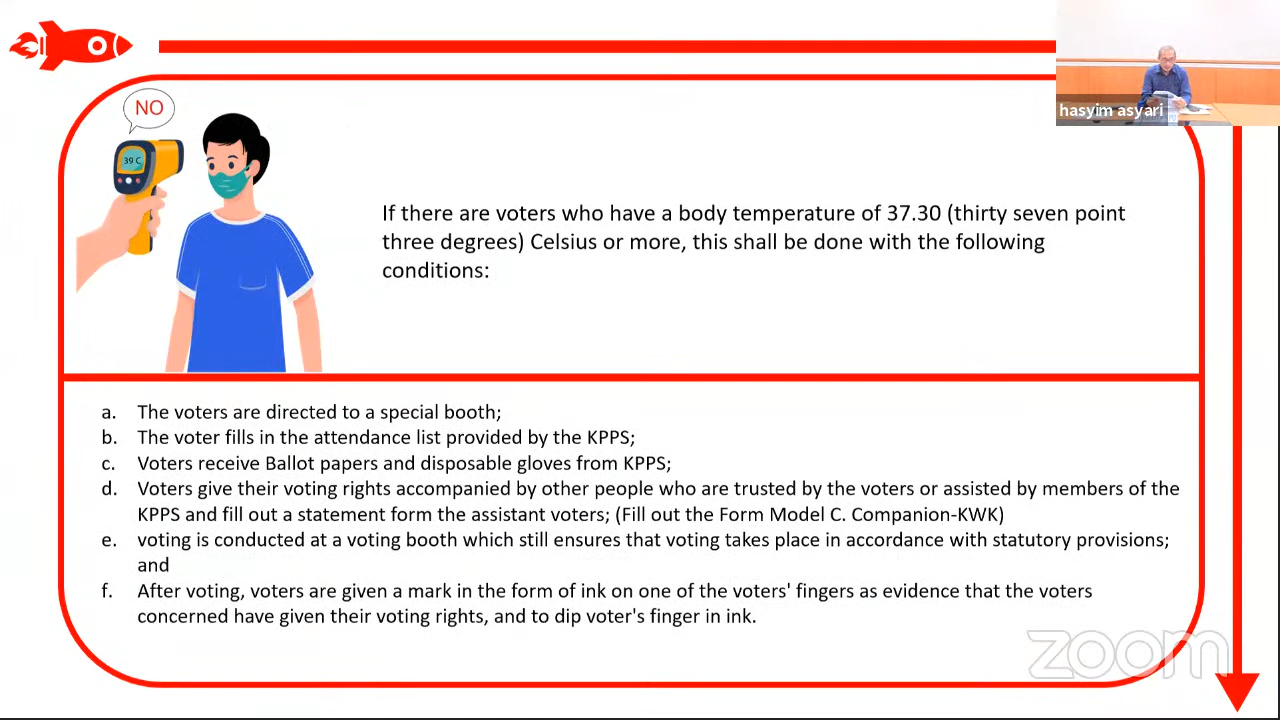 NO
39 C
hasyim asyari
If there are voters who have a body temperature of 37.30 (thirty seven point
three degrees) Celsius or more, this shall be done with the following
conditions:
a. The voters are directed to a special booth;
b. The voter fills in the attendance list provided by the KPPS;
c. Voters receive Ballot papers and disposable gloves from KPPS;
d. Voters give their voting rights accompanied by other people who are trusted by the voters or assisted by members of the
KPPS and fill out a statement form the assistant voters; (Fill out the Form Model C. Companion-KWK)
e. voting is conducted at a voting booth which still ensures that voting takes place in accordance with statutory provisions;
and
f. After voting, voters are given a mark in the form of ink on one of the voters' fingers as evidence that the voters
concerned have given their voting rights, and to dip voter's finger in ink.
zoom